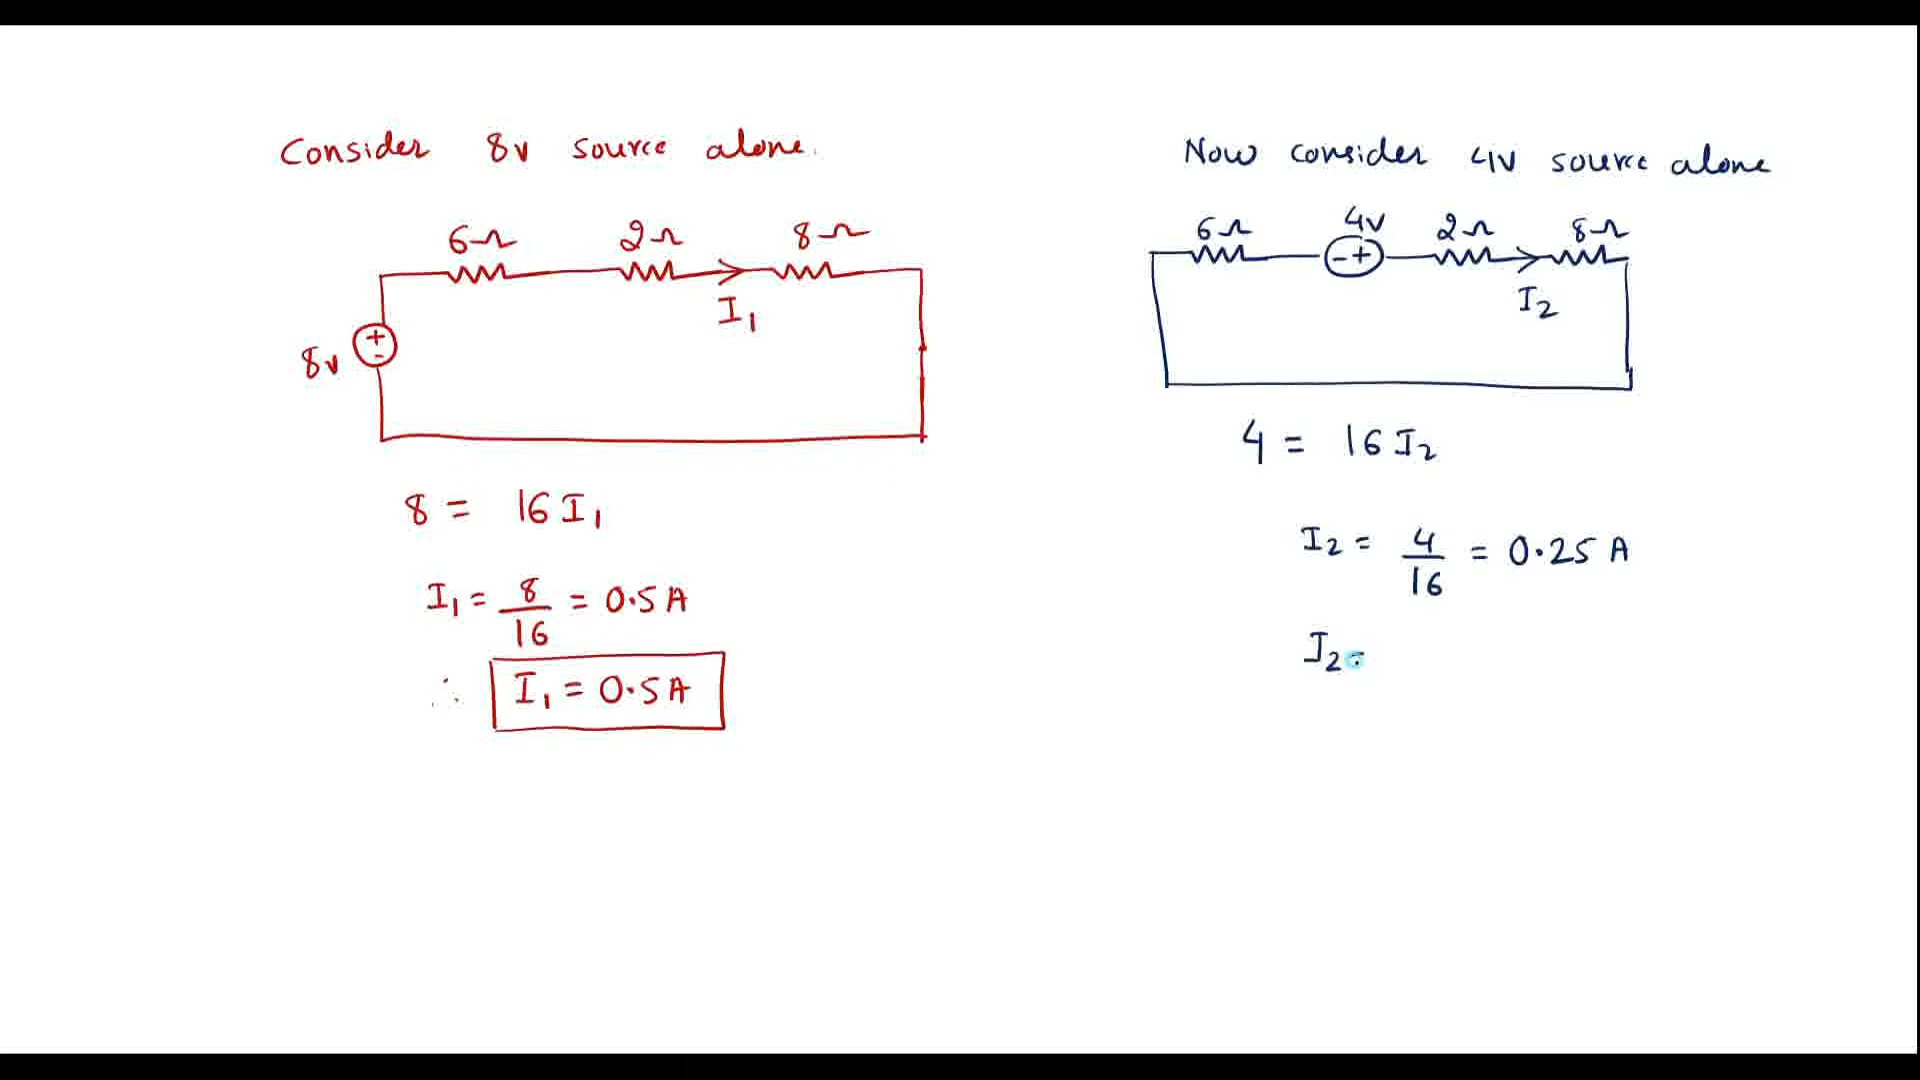 Consider 8v source alone.
6Ω 2Ω 8Ω
I₁
8v
+
-
8 = 16 I₁
I₁ = 8/16 = 0.5 A
∴ I₁ = 0.5 A
Now consider 4v source alone
6Ω 4v 2Ω 8Ω
- +
I₂
4 = 16 I₂
I₂ = 4/16 = 0.25 A
I₂ =